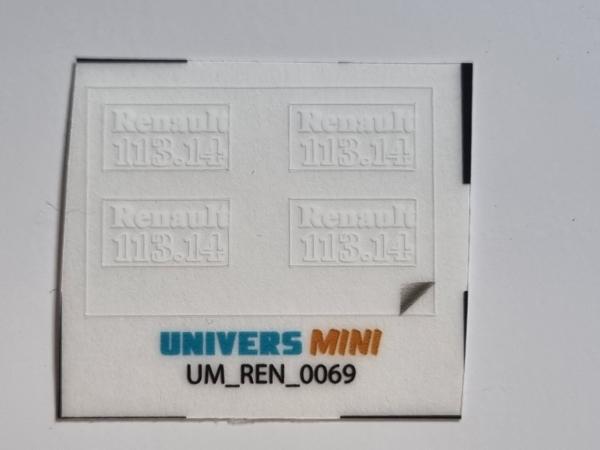 Renault
113.14
Renault
113.14
Renault
113.14
Renault
113.14
UNIVERS MINI
UM_REN_0069